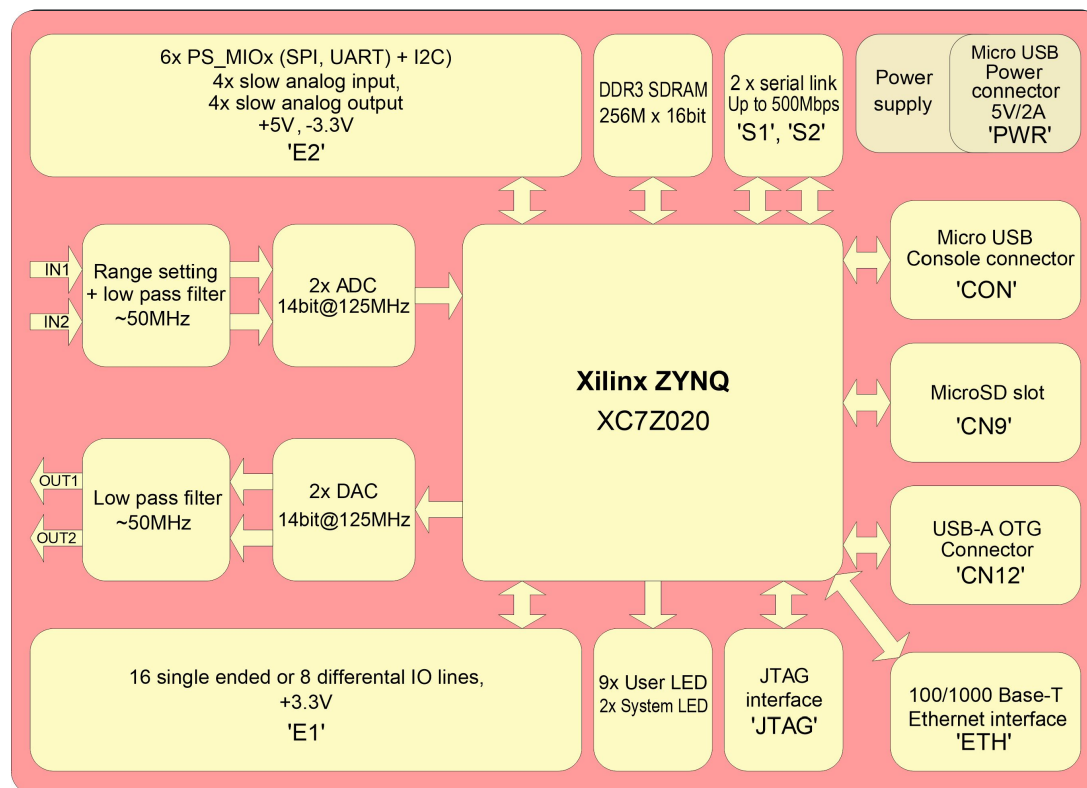 6x PS_MIOx (SPI, UART) + I2C)
4x slow analog input,
4x slow analog output
+5V, -3.3V
'E2'
DDR3 SDRAM
256M x 16bit
2 x serial link
Up to 500Mbps
'S1', 'S2'
Power
supply
Micro USB
Power
connector
5V/2A
'PWR'
IN1
IN2
Range setting
+ low pass filter
~50MHz
2x ADC
14bit@125MHz
Xilinx ZYNQ
XC7Z020
Micro USB
Console connector
'CON'
MicroSD slot
'CN9'
OUT1
OUT2
Low pass filter
~50MHz
2x DAC
14bit@125MHz
USB-A OTG
Connector
'CN12'
16 single ended or 8 differental IO lines,
+3.3V
'E1'
9x User LED
2x System LED
JTAG
interface
'JTAG'
100/1000 Base-T
Ethernet interface
'ETH'